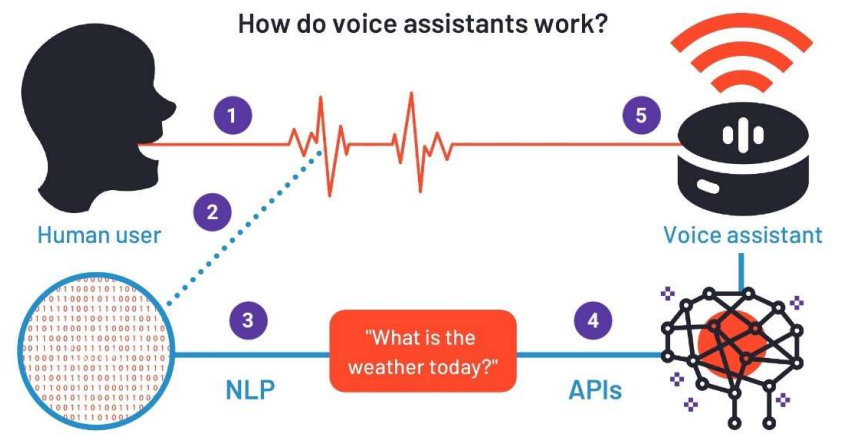 How do voice assistants work?
1
5
2
Human user
Voice assistant
3
4
"What is the
weather today?"
NLP
APIs